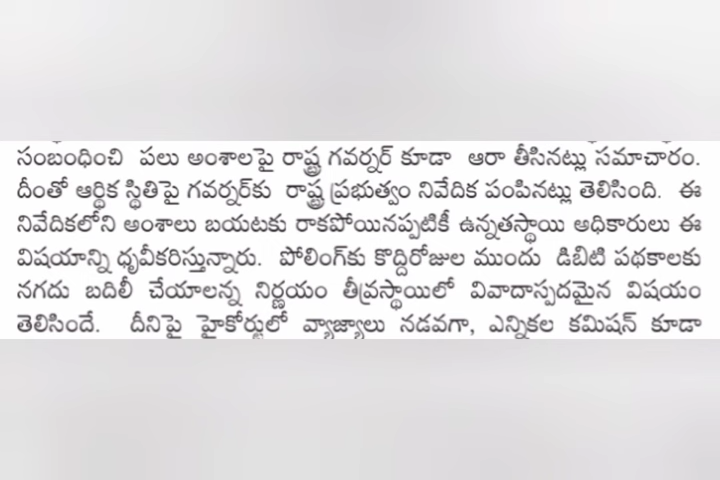 సంబంధించి పలు అంశాలపై రాష్ట్ర గవర్నర్ కూడా ఆరా తీసినట్లు సమాచారం.
దీంతో ఆర్థిక స్థితిపై గవర్నర్‌కు రాష్ట్ర ప్రభుత్వం నివేదిక పంపినట్లు తెలిసింది. ఈ
నివేదికలోని అంశాలు బయటకు రాకపోయినప్పటికీ ఉన్నతస్థాయి అధికారులు ఈ
విషయాన్ని ధృవీకరిస్తున్నారు. పోలింగ్‌కు కొద్దిరోజుల ముందు డిబిటి పథకాలకు
నగదు బదిలీ చేయాలన్న నిర్ణయం తీవ్రస్థాయిలో వివాదాస్పదమైన విషయం
తెలిసిందే. దీనిపై హైకోర్టులో వ్యాజ్యాలు నడవగా, ఎన్నికల కమిషన్ కూడా